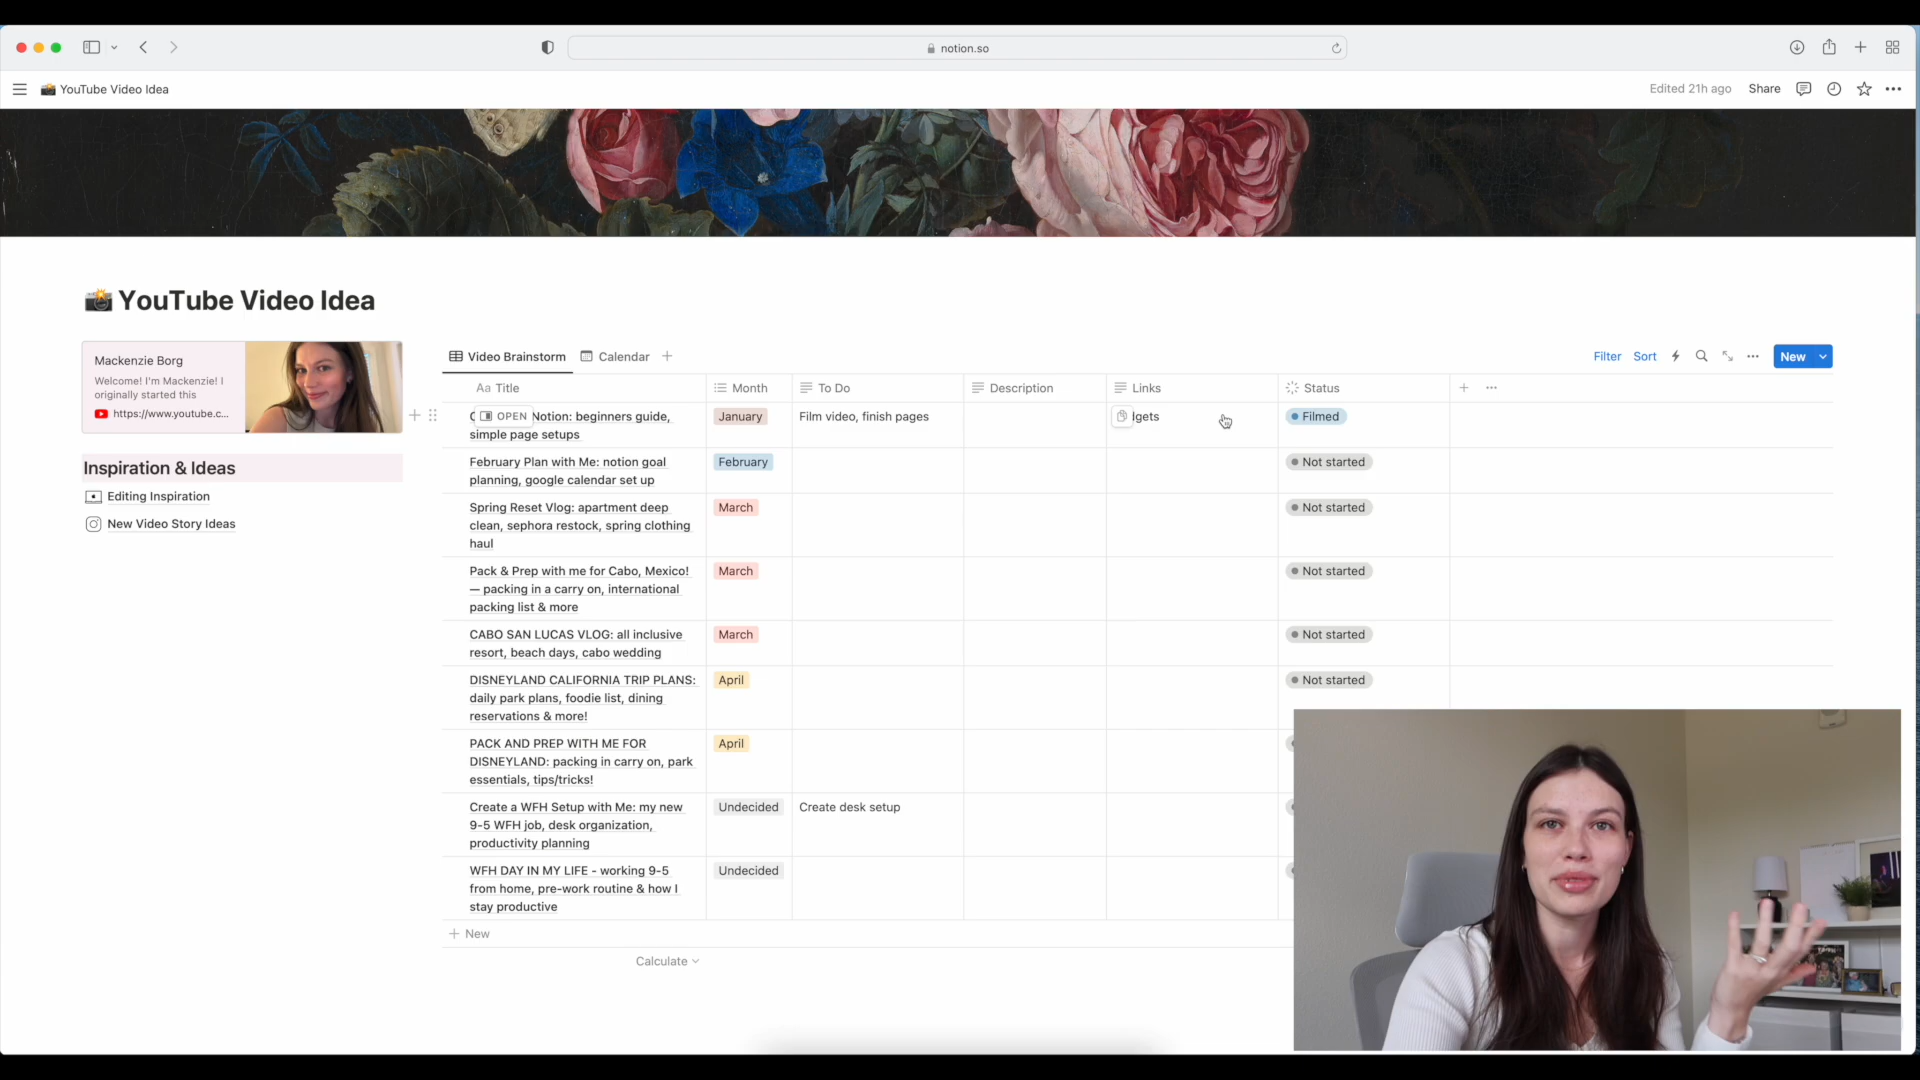 notion.so
YouTube Video Idea
Edited 21h ago
Share
YouTube Video Idea
Mackenzie Borg
Welcome! I'm Mackenzie! I
originally started this
https://www.youtube.c...
Inspiration & Ideas
Editing Inspiration
New Video Story Ideas
Video Brainstorm
Calendar
Filter
Sort
New
Aa Title
Month
To Do
Description
Links
Status
OPEN
Notion: beginners guide,
simple page setups
January
Film video, finish pages
Filmed
February Plan with Me: notion goal
planning, google calendar set up
February
Not started
Spring Reset Vlog: apartment deep
clean, sephora restock, spring clothing
haul
March
Not started
Pack & Prep with me for Cabo, Mexico!
— packing in a carry on, international
packing list & more
March
Not started
CABO SAN LUCAS VLOG: all inclusive
resort, beach days, cabo wedding
March
Not started
DISNEYLAND CALIFORNIA TRIP PLANS:
daily park plans, foodie list, dining
reservations & more!
April
Not started
PACK AND PREP WITH ME FOR
DISNEYLAND: packing in carry on, park
essentials, tips/tricks!
April
Create a WFH Setup with Me: my new
9-5 WFH job, desk organization,
productivity planning
Undecided
Create desk setup
WFH DAY IN MY LIFE - working 9-5
from home, pre-work routine & how I
stay productive
Undecided
New
Calculate